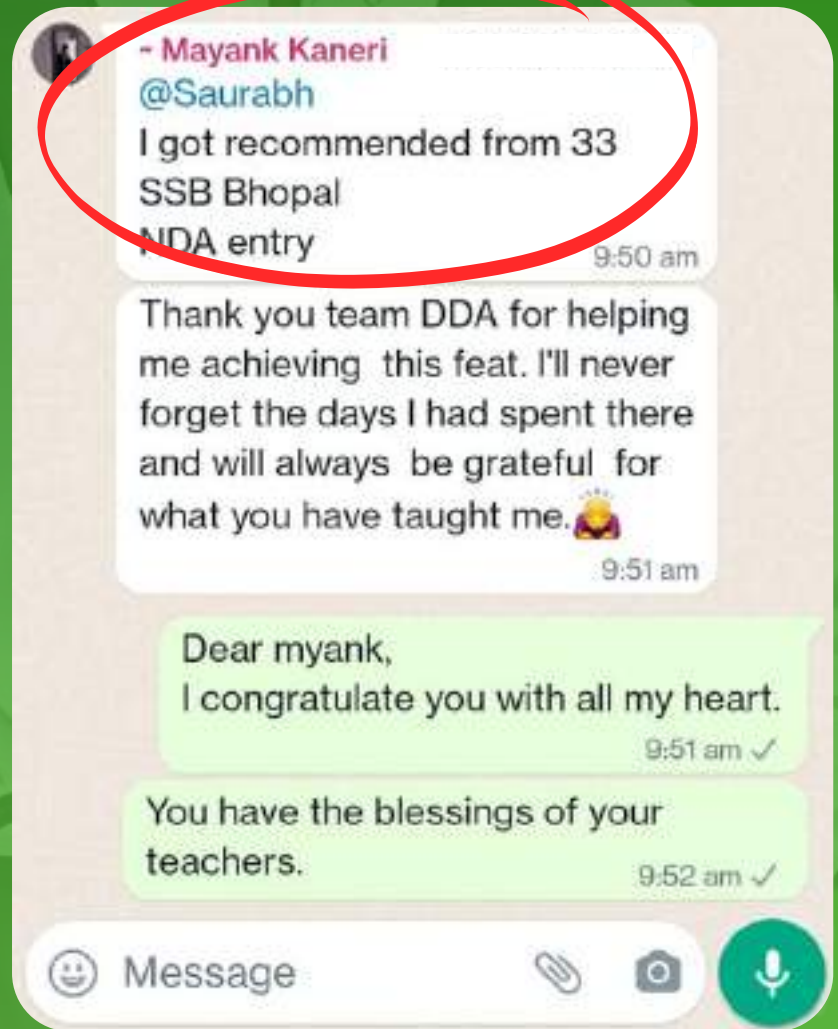 ~ Mayank Kaneri
@Saurabh
I got recommended from 33
SSB Bhopal
NDA entry
9:50 am
Thank you team DDA for helping
me achieving this feat. I'll never
forget the days I had spent there
and will always be grateful for
what you have taught me.🙇
9:51 am
Dear myank,
I congratulate you with all my heart.
9:51 am ✓
You have the blessings of your
teachers.
9:52 am ✓
Message